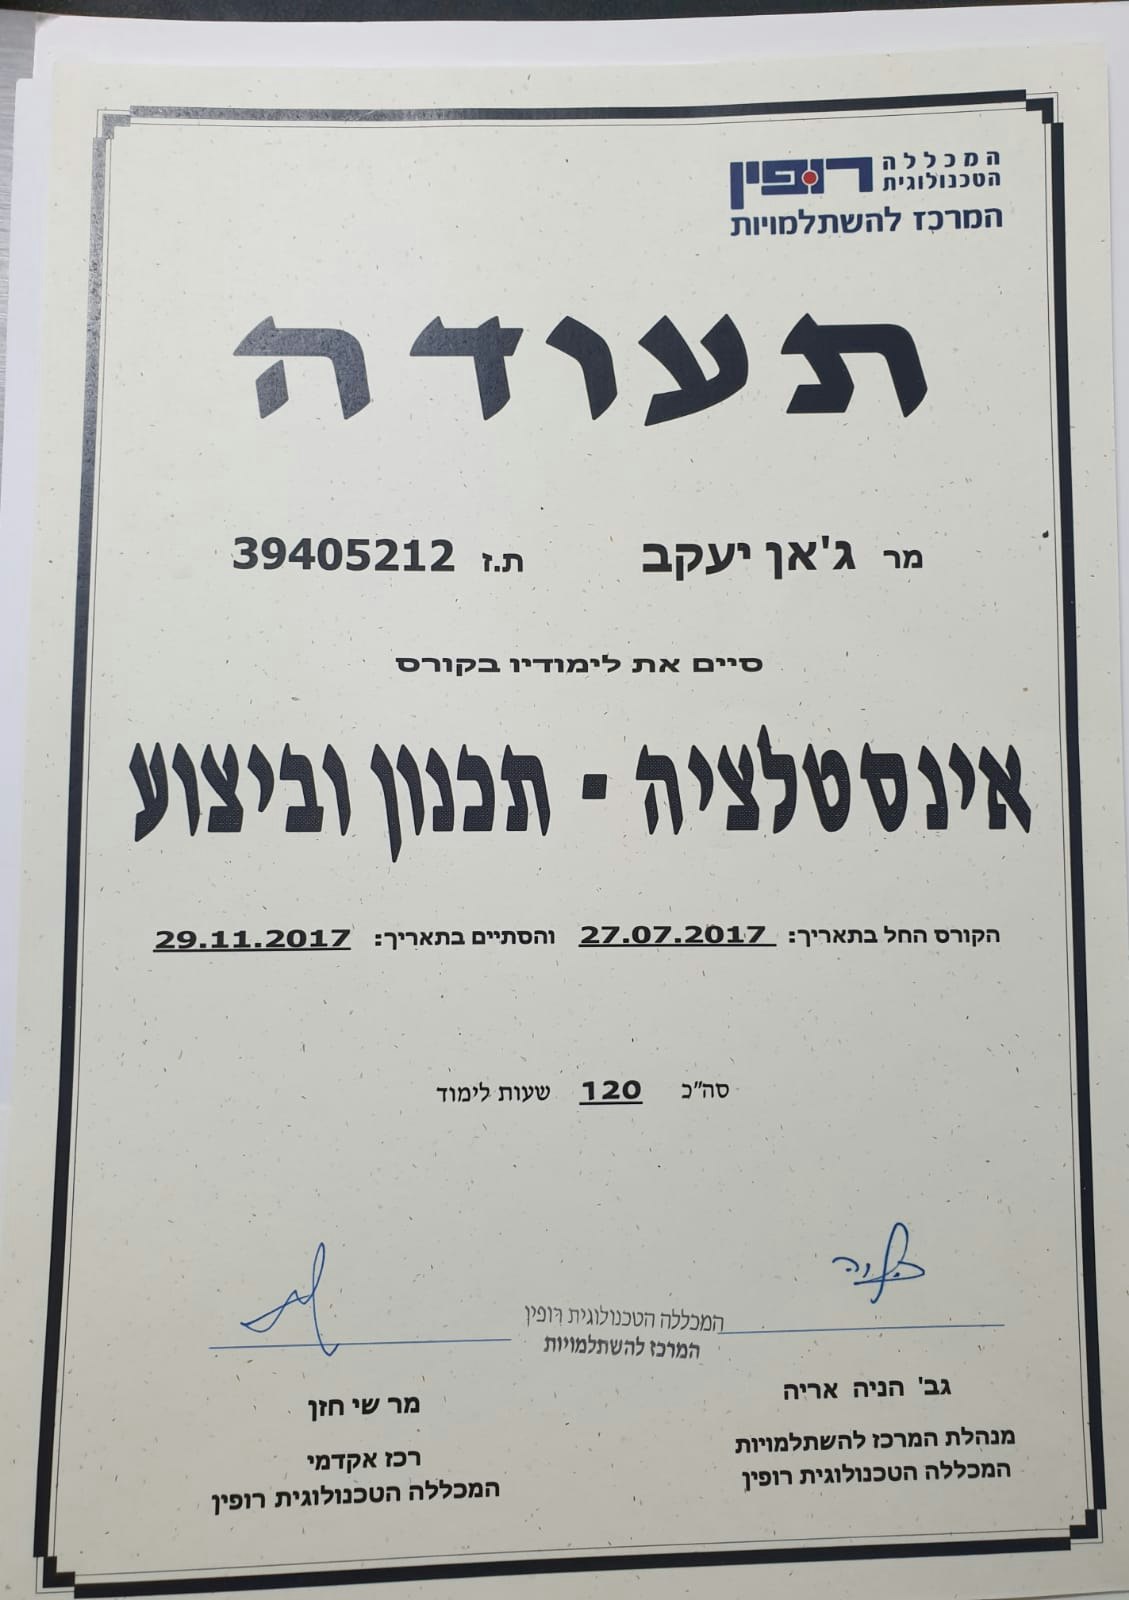 המכללה
הטכנולוגית
רופין
המרכז להשתלמויות
תעודה
מר ג'אן יעקב ת.ז 39405212
סיים את לימודיו בקורס
אינסטלציה - תכנון וביצוע
הקורס החל בתאריך: 27.07.2017 והסתיים בתאריך: 29.11.2017
סה"כ 120 שעות לימוד
המכללה הטכנולוגית רופין
המרכז להשתלמויות
גב' הניה אריה
מנהלת המרכז להשתלמויות
המכללה הטכנולוגית רופין
מר שי חזן
רכז אקדמי
המכללה הטכנולוגית רופין